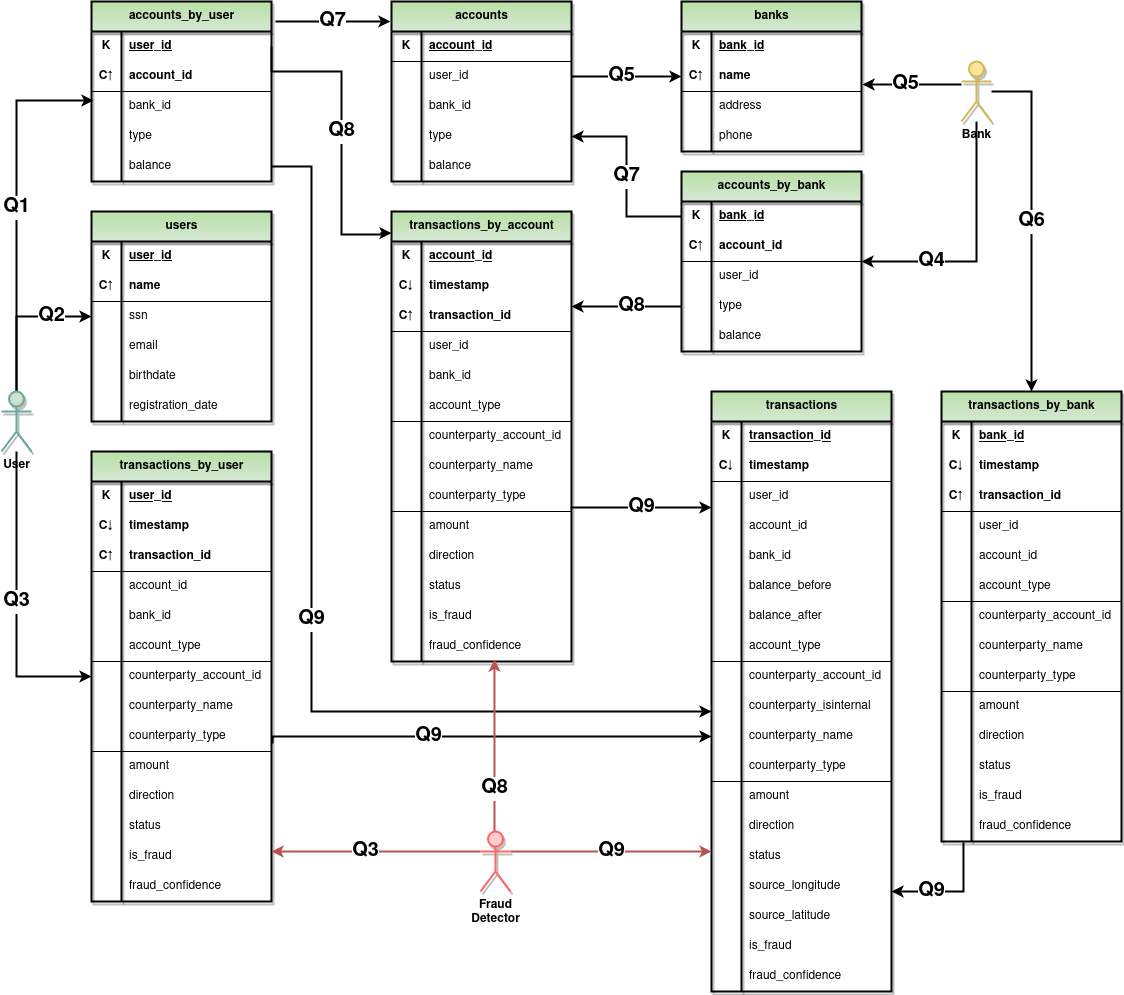 accounts_by_user
K user_id
C↑ account_id
bank_id
type
balance
Q7
accounts
K account_id
user_id
bank_id
type
balance
Q5
banks
K bank_id
C↑ name
address
phone
Q5
Bank
Q8
Q7
Q1
accounts_by_bank
K bank_id
C↑ account_id
user_id
type
balance
Q4
Q6
users
K user_id
C↑ name
ssn
email
birthdate
registration_date
Q2
User
Q3
transactions_by_account
K account_id
C↓ timestamp
C↑ transaction_id
user_id
bank_id
account_type
counterparty_account_id
counterparty_name
counterparty_type
amount
direction
status
is_fraud
fraud_confidence
Q8
Q9
transactions_by_user
K user_id
C↓ timestamp
C↑ transaction_id
account_id
bank_id
account_type
counterparty_account_id
counterparty_name
counterparty_type
amount
direction
status
is_fraud
fraud_confidence
Q9
Q9
transactions
K transaction_id
C↓ timestamp
user_id
account_id
bank_id
balance_before
balance_after
account_type
counterparty_account_id
counterparty_isinternal
counterparty_name
counterparty_type
amount
direction
status
source_longitude
source_latitude
is_fraud
fraud_confidence
transactions_by_bank
K bank_id
C↓ timestamp
C↑ transaction_id
user_id
account_id
account_type
counterparty_account_id
counterparty_name
counterparty_type
amount
direction
status
is_fraud
fraud_confidence
Q9
Q8
Q3
Q9
Fraud
Detector